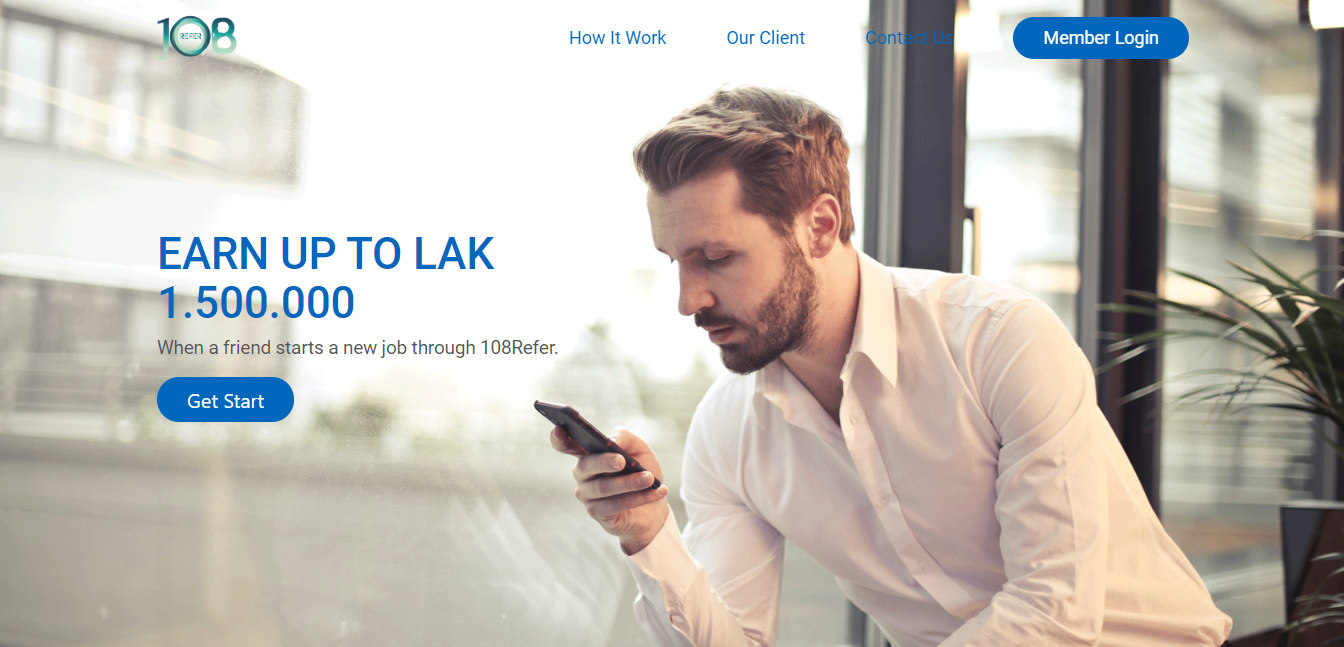 108
REFER
How It Work
Our Client
Contact Us
Member Login
EARN UP TO LAK
1.500.000
When a friend starts a new job through 108Refer.
Get Start